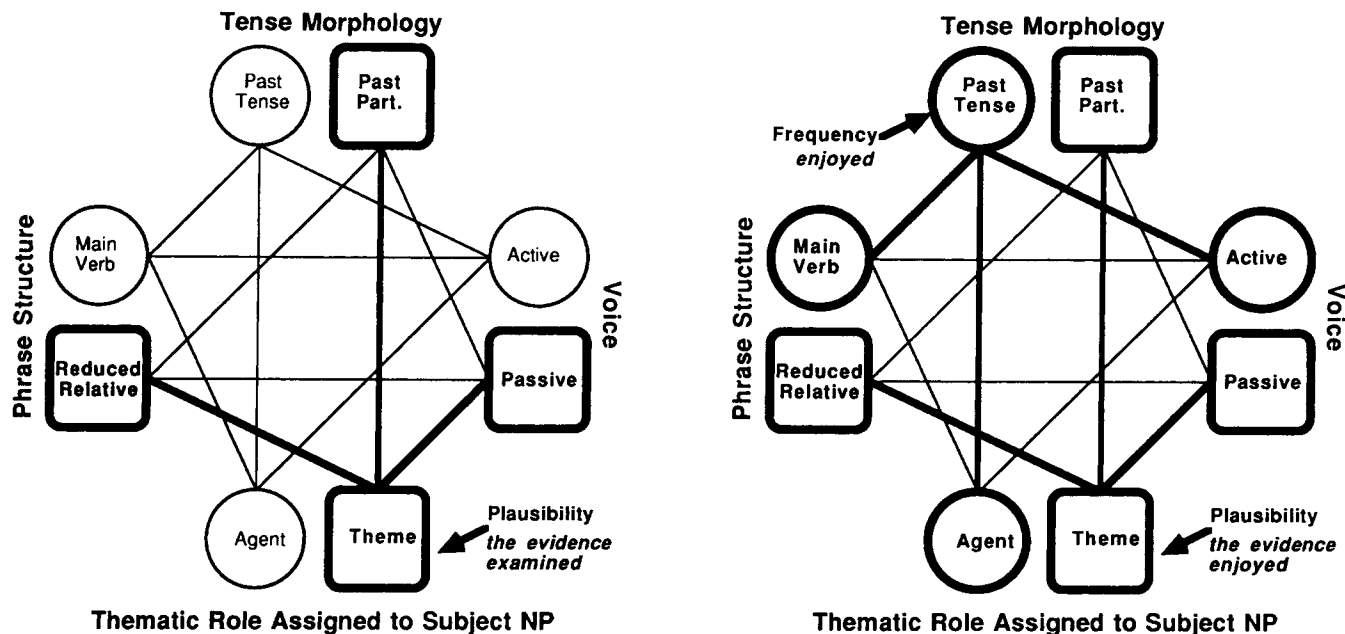 Tense Morphology
Past
Tense
Past
Part.
Main
Verb
Active
Phrase Structure
Voice
Reduced
Relative
Passive
Agent
Theme
Plausibility
the evidence
examined
Thematic Role Assigned to Subject NP
Tense Morphology
Past
Tense
Past
Part.
Frequency
enjoyed
Main
Verb
Active
Phrase Structure
Voice
Reduced
Relative
Passive
Agent
Theme
Plausibility
the evidence
enjoyed
Thematic Role Assigned to Subject NP